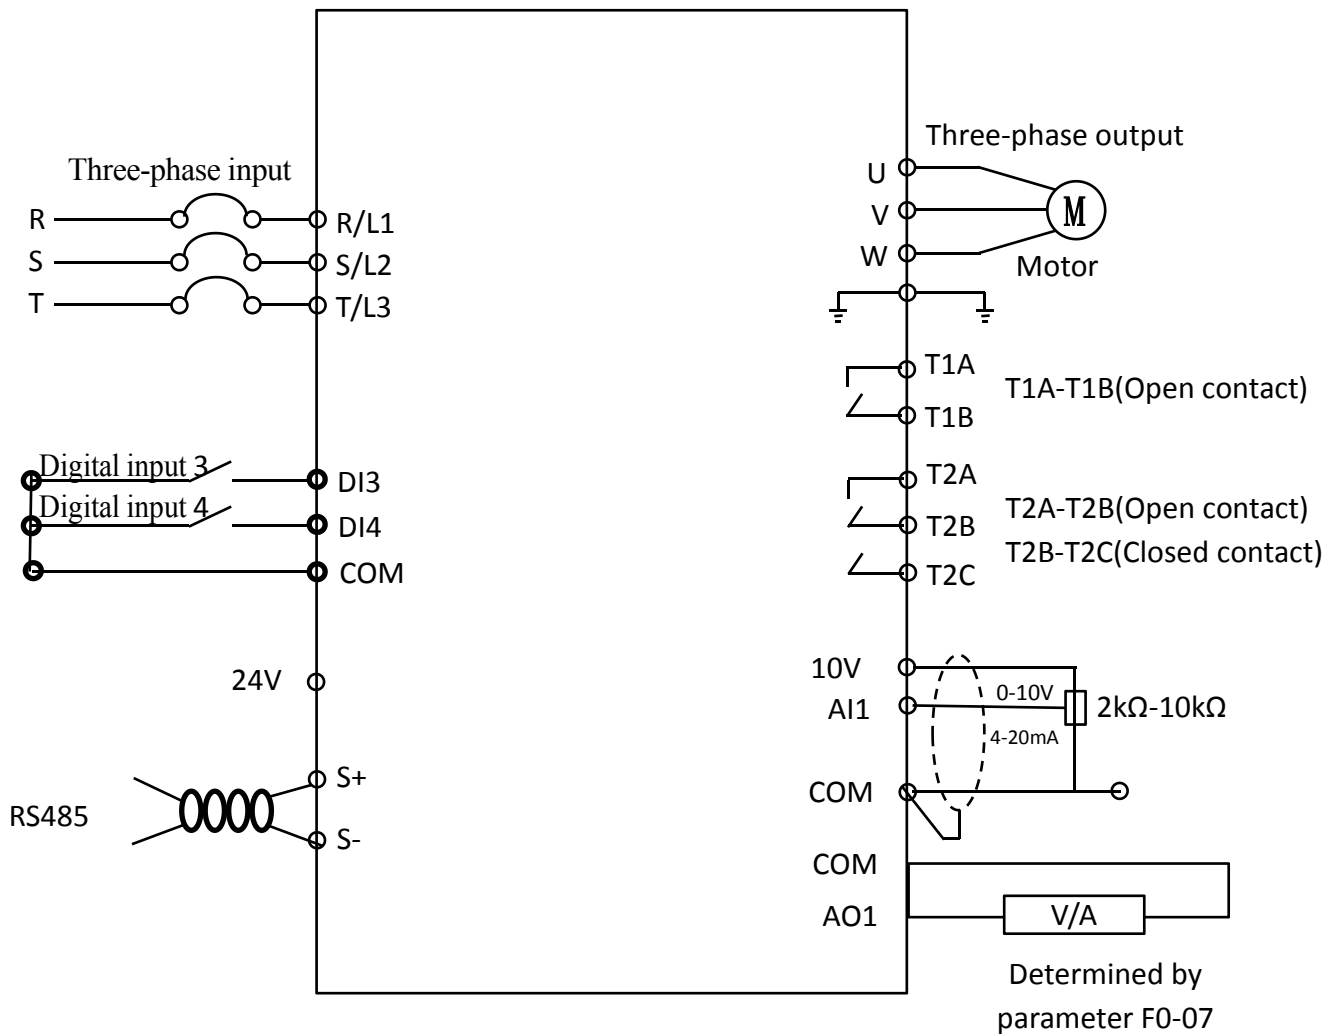 Three-phase input
R
R/L1
S
S/L2
T
T/L3
Digital input 3
DI3
Digital input 4
DI4
COM
24V
RS485
S+
S-
Three-phase output
U
V
W
M
Motor
T1A
T1B
T1A-T1B(Open contact)
T2A
T2B
T2C
T2A-T2B(Open contact)
T2B-T2C(Closed contact)
10V
AI1
0-10V
4-20mA
2kΩ-10kΩ
COM
COM
AO1
V/A
Determined by
parameter F0-07